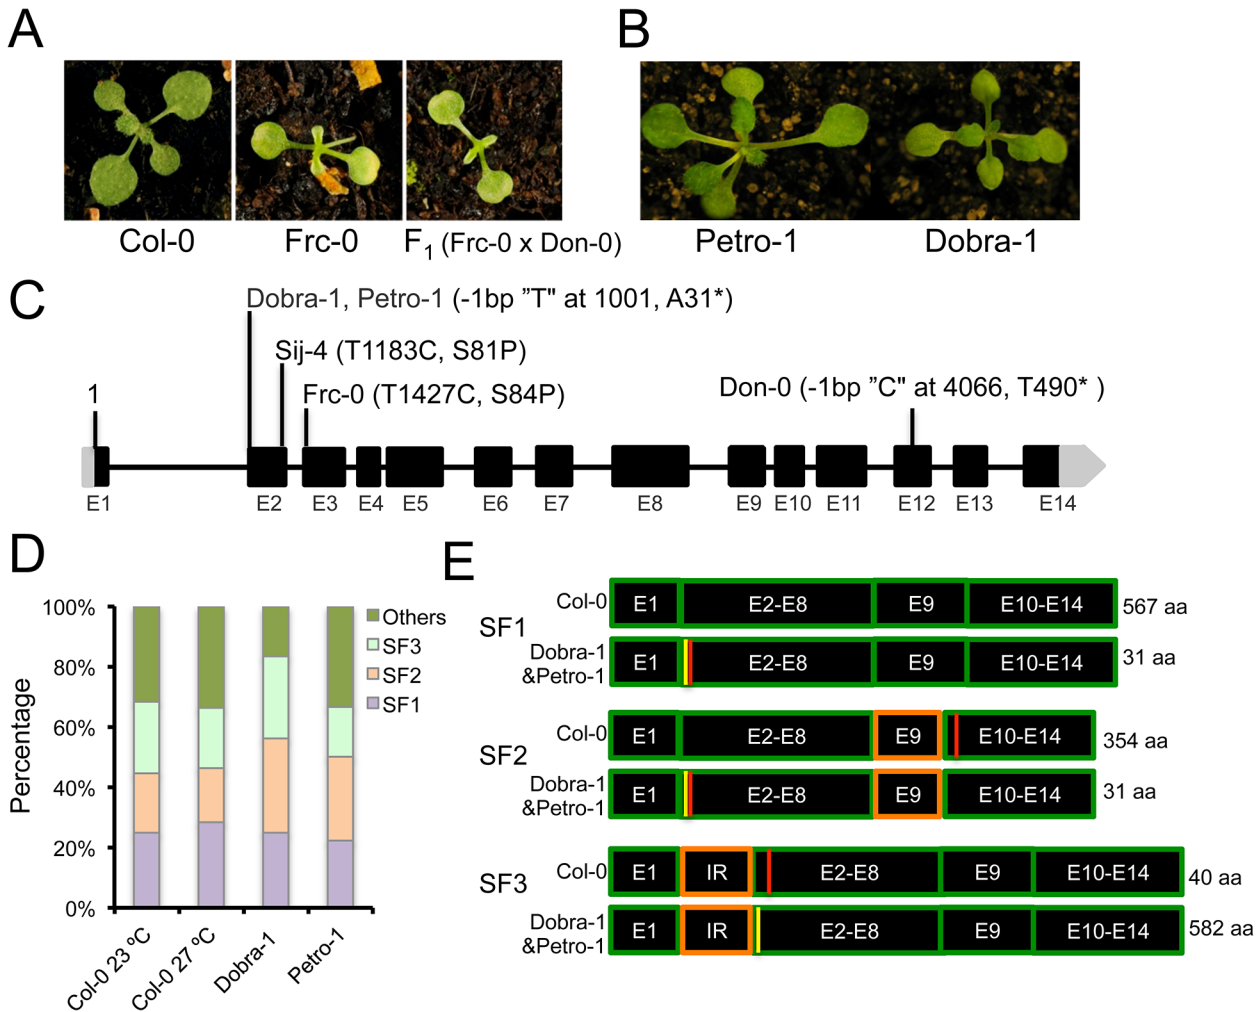 A
B
Col-0
Frc-0
F1 (Frc-0 x Don-0)
Petro-1
Dobra-1
C
Dobra-1, Petro-1 (-1bp ”T" at 1001, A31*)
Sij-4 (T1183C, S81P)
1
Frc-0 (T1427C, S84P)
Don-0 (-1bp ”C" at 4066, T490* )
E1
E2
E3
E4
E5
E6
E7
E8
E9
E10
E11
E12
E13
E14
D
100%
80%
60%
40%
20%
0%
Percentage
Others
SF3
SF2
SF1
Col-0 23 ºC
Col-0 27 ºC
Dobra-1
Petro-1
E
SF1
Col-0
E1
E2-E8
E9
E10-E14
567 aa
Dobra-1
&Petro-1
E1
E2-E8
E9
E10-E14
31 aa
SF2
Col-0
E1
E2-E8
E9
E10-E14
354 aa
Dobra-1
&Petro-1
E1
E2-E8
E9
E10-E14
31 aa
SF3
Col-0
E1
IR
E2-E8
E9
E10-E14
40 aa
Dobra-1
&Petro-1
E1
IR
E2-E8
E9
E10-E14
582 aa